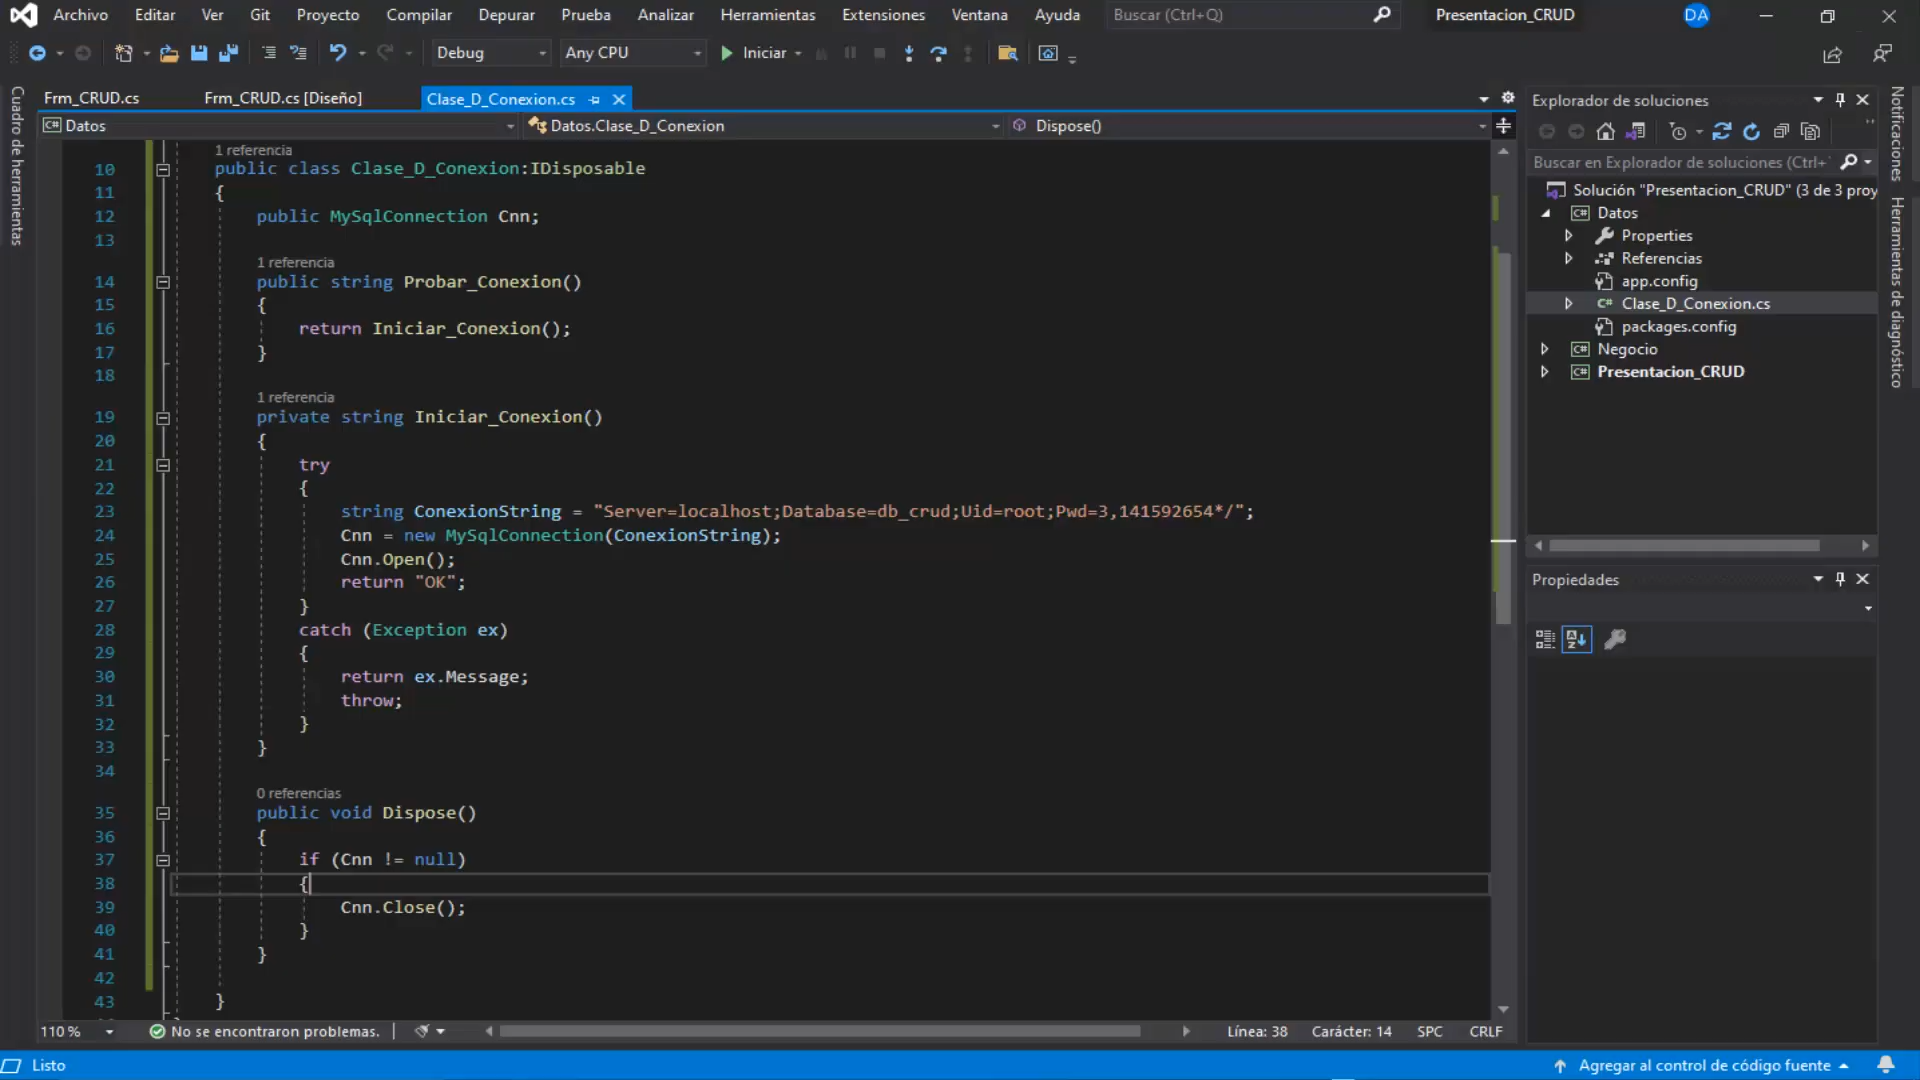 Archivo Editar Ver Git Proyecto Compilar Depurar Prueba Analizar Herramientas Extensiones Ventana Ayuda Buscar (Ctrl+Q) Presentacion_CRUD DA
Debug Any CPU Iniciar
Cuadro de herramientas
Frm_CRUD.cs Frm_CRUD.cs [Diseño] Clase_D_Conexion.cs
Datos Datos.Clase_D_Conexion Dispose()
1 referencia
10 public class Clase_D_Conexion:IDisposable
11 {
12 public MySqlConnection Cnn;
13
1 referencia
14 public string Probar_Conexion()
15 {
16 return Iniciar_Conexion();
17 }
18
1 referencia
19 private string Iniciar_Conexion()
20 {
21 try
22 {
23 string ConexionString = "Server=localhost;Database=db_crud;Uid=root;Pwd=3,141592654*/";
24 Cnn = new MySqlConnection(ConexionString);
25 Cnn.Open();
26 return "OK";
27 }
28 catch (Exception ex)
29 {
30 return ex.Message;
31 throw;
32 }
33 }
34
0 referencias
35 public void Dispose()
36 {
37 if (Cnn != null)
38 {
39 Cnn.Close();
40 }
41 }
42
43 }
110 % No se encontraron problemas. Línea: 38 Carácter: 14 SPC CRLF
Explorador de soluciones
Buscar en Explorador de soluciones (Ctrl+
Solución "Presentacion_CRUD" (3 de 3 proy
Datos
Properties
Referencias
app.config
C# Clase_D_Conexion.cs
packages.config
C# Negocio
C# Presentacion_CRUD
Propiedades
Notificaciones
Herramientas de diagnóstico
Listo Agregar al control de código fuente